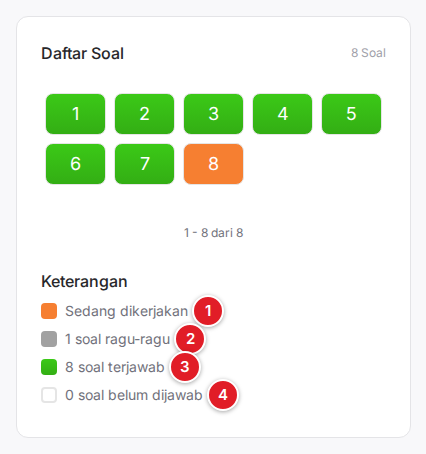 Daftar Soal 8 Soal
1 2 3 4 5
6 7 8
1 - 8 dari 8
Keterangan
Sedang dikerjakan 1
1 soal ragu-ragu 2
8 soal terjawab 3
0 soal belum dijawab 4